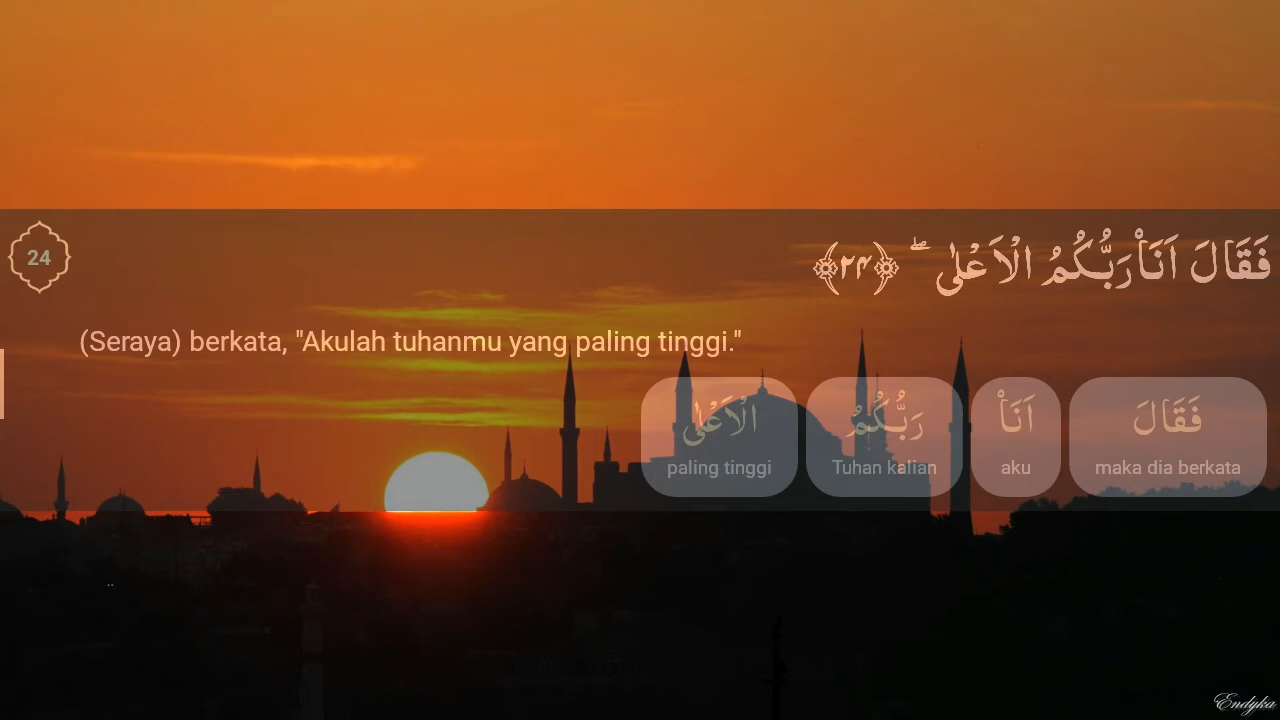 24
فَقَالَ اَنَا۠ رَبُّكُمُ الْاَعْلٰى ۖ ﴿٢٤﴾
(Seraya) berkata, "Akulah tuhanmu yang paling tinggi."
فَقَالَ
maka dia berkata
اَنَا۠
aku
رَبُّكُمُ
Tuhan kalian
الْاَعْلٰى
paling tinggi
Endyka